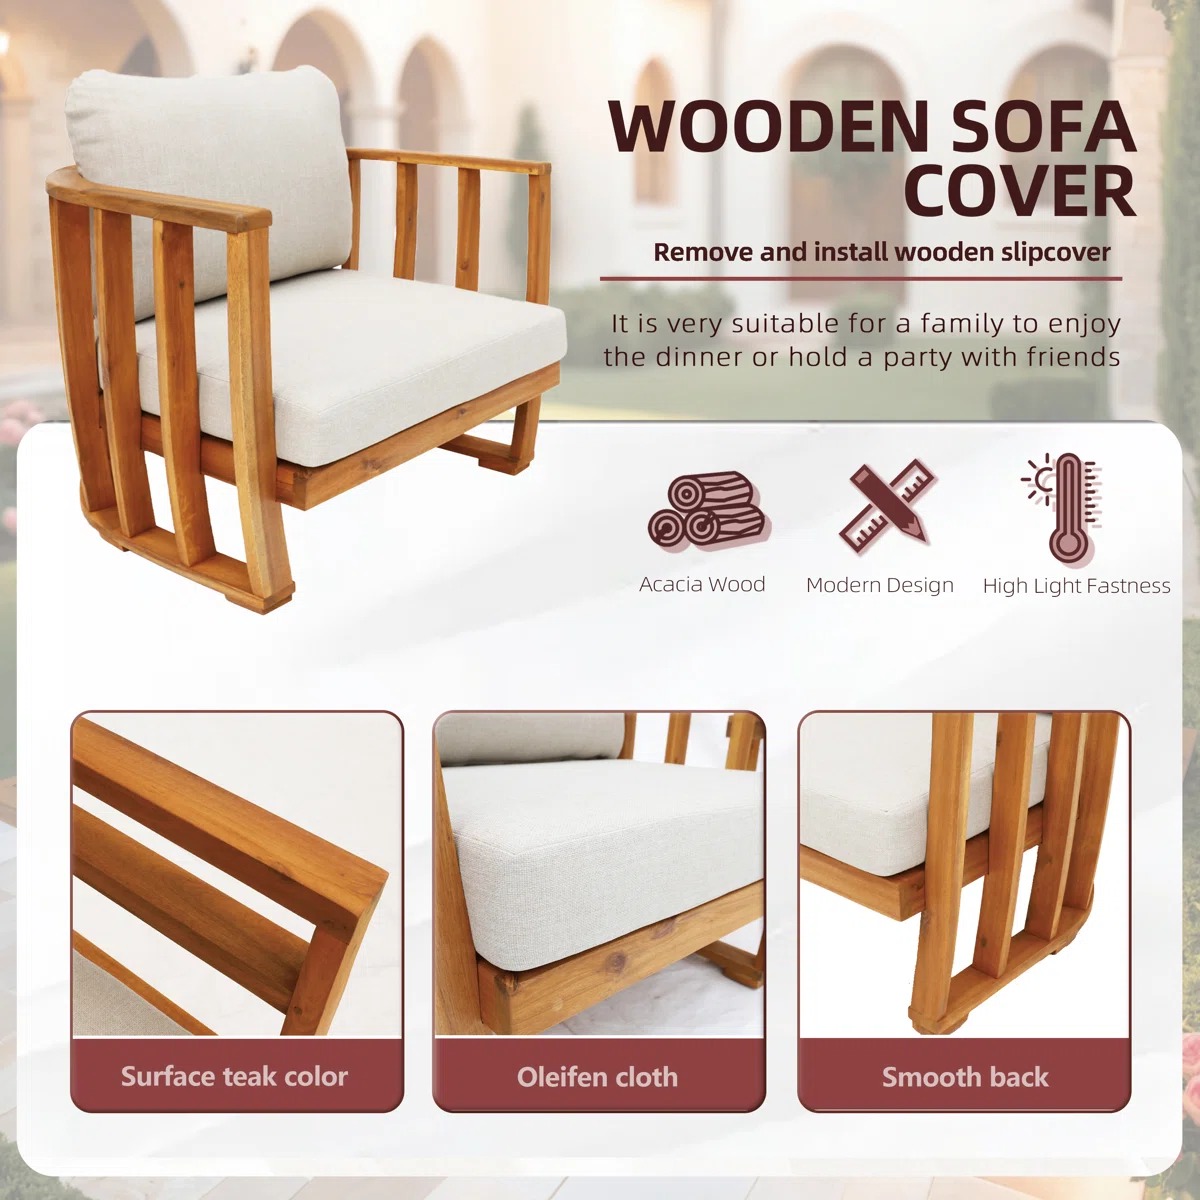 WOODEN SOFA
COVER
Remove and install wooden slipcover
It is very suitable for a family to enjoy
the dinner or hold a party with friends
Acacia Wood
Modern Design
High Light Fastness
Surface teak color
Oleifen cloth
Smooth back